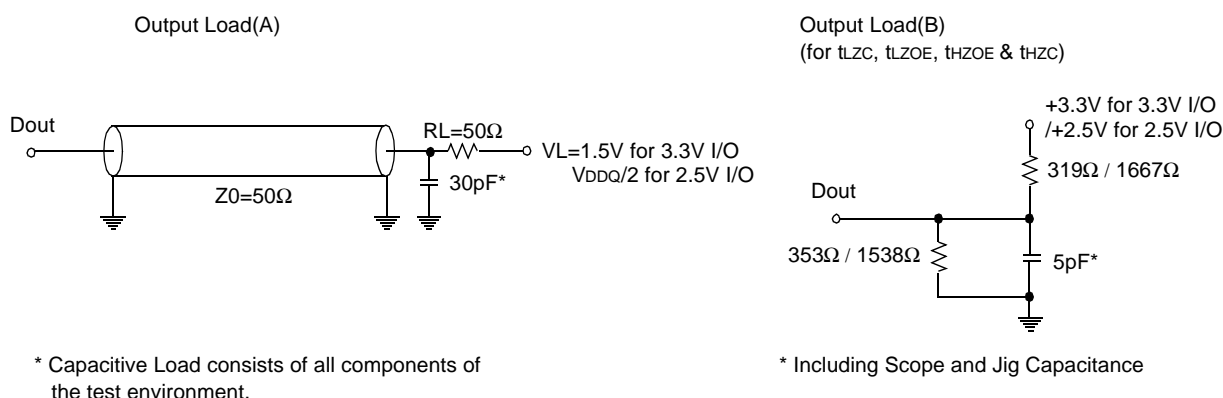 Output Load(A)
Dout
Z0=50Ω
RL=50Ω
30pF*
VL=1.5V for 3.3V I/O
VDDQ/2 for 2.5V I/O
* Capacitive Load consists of all components of
the test environment.
Output Load(B)
(for tLZC, tLZOE, tHZOE & tHZC)
+3.3V for 3.3V I/O
/+2.5V for 2.5V I/O
319Ω / 1667Ω
Dout
353Ω / 1538Ω
5pF*
* Including Scope and Jig Capacitance